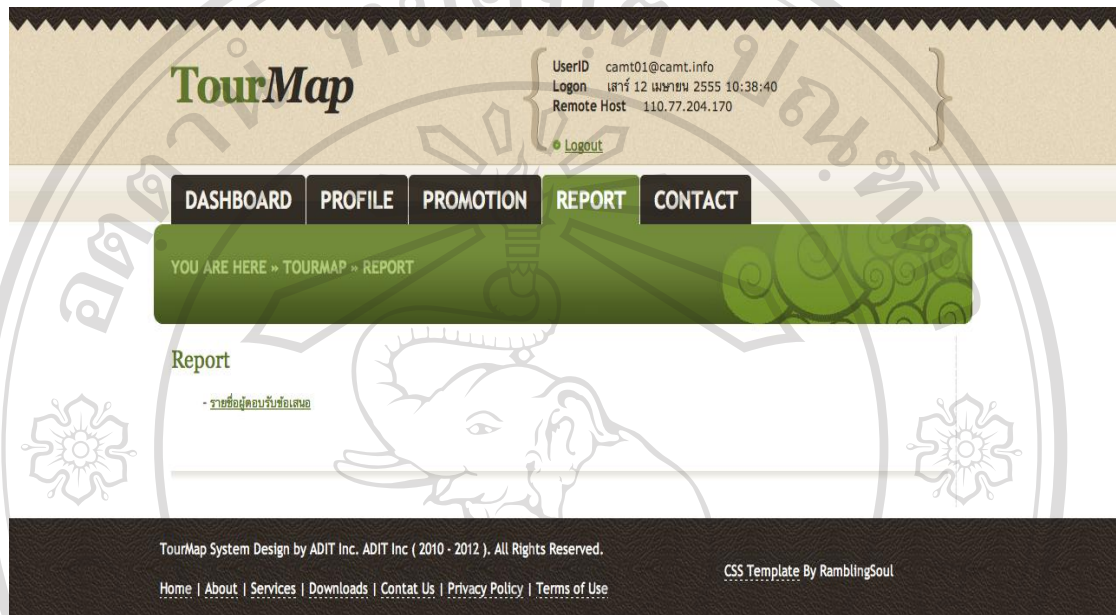 TourMap
UserID camt01@camt.info
Logon เสาร์ 12 เมษายน 2555 10:38:40
Remote Host 110.77.204.170
Logout
DASHBOARD PROFILE PROMOTION REPORT CONTACT
YOU ARE HERE » TOURMAP » REPORT
Report
- รายชื่อผู้ตอบรับข้อเสนอ
TourMap System Design by ADIT Inc. ADIT Inc ( 2010 - 2012 ). All Rights Reserved.
CSS Template By RamblingSoul
Home | About | Services | Downloads | Contat Us | Privacy Policy | Terms of Use